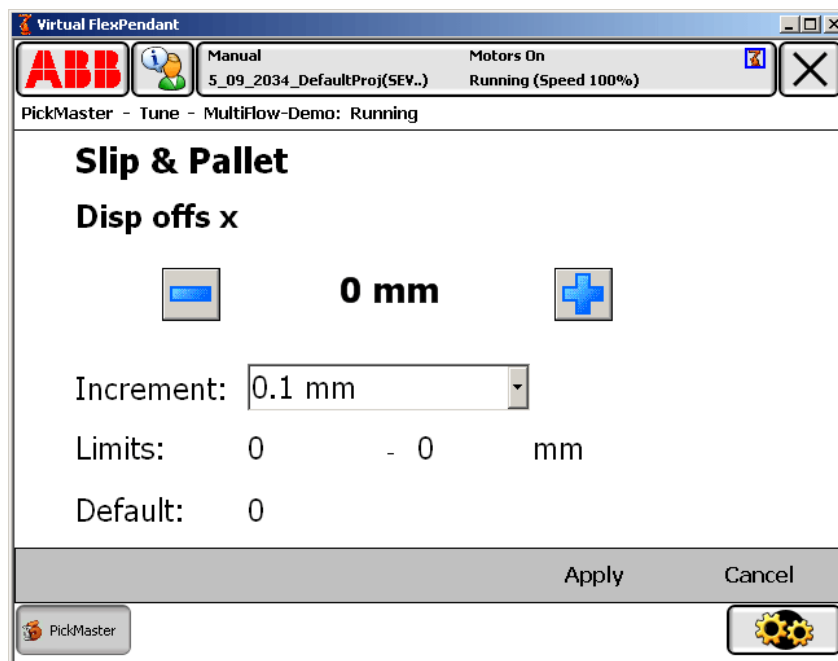 Virtual FlexPendant
ABB
Manual Motors On
5_09_2034_DefaultProj(SEV..) Running (Speed 100%)
PickMaster - Tune - MultiFlow-Demo: Running
Slip & Pallet
Disp offs x
0 mm
Increment: 0.1 mm
Limits: 0 - 0 mm
Default: 0
Apply Cancel
PickMaster